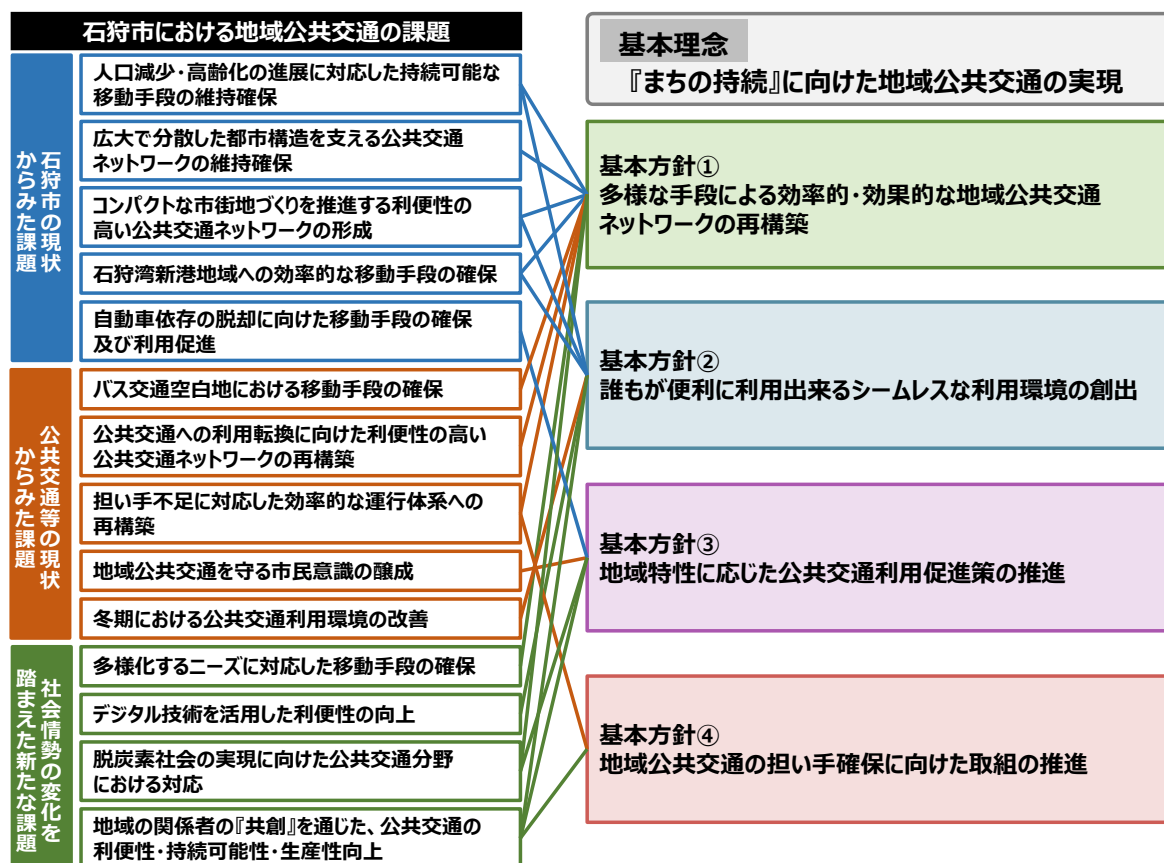 石狩市における地域公共交通の課題
石狩市の現状
からみた課題
人口減少・高齢化の進展に対応した持続可能な
移動手段の維持確保
広大で分散した都市構造を支える公共交通
ネットワークの維持確保
コンパクトな市街地づくりを推進する利便性の
高い公共交通ネットワークの形成
石狩湾新港地域への効率的な移動手段の確保
自動車依存の脱却に向けた移動手段の確保
及び利用促進
公共交通等の現状
からみた課題
バス交通空白地における移動手段の確保
公共交通への利用転換に向けた利便性の高い
公共交通ネットワークの再構築
担い手不足に対応した効率的な運行体系への
再構築
地域公共交通を守る市民意識の醸成
冬期における公共交通利用環境の改善
社会情勢の変化を
踏まえた新たな課題
多様化するニーズに対応した移動手段の確保
デジタル技術を活用した利便性の向上
脱炭素社会の実現に向けた公共交通分野
における対応
地域の関係者の『共創』を通じた、公共交通の
利便性・持続可能性・生産性向上
基本理念
『まちの持続』に向けた地域公共交通の実現
基本方針①
多様な手段による効率的・効果的な地域公共交通
ネットワークの再構築
基本方針②
誰もが便利に利用出来るシームレスな利用環境の創出
基本方針③
地域特性に応じた公共交通利用促進策の推進
基本方針④
地域公共交通の担い手確保に向けた取組の推進